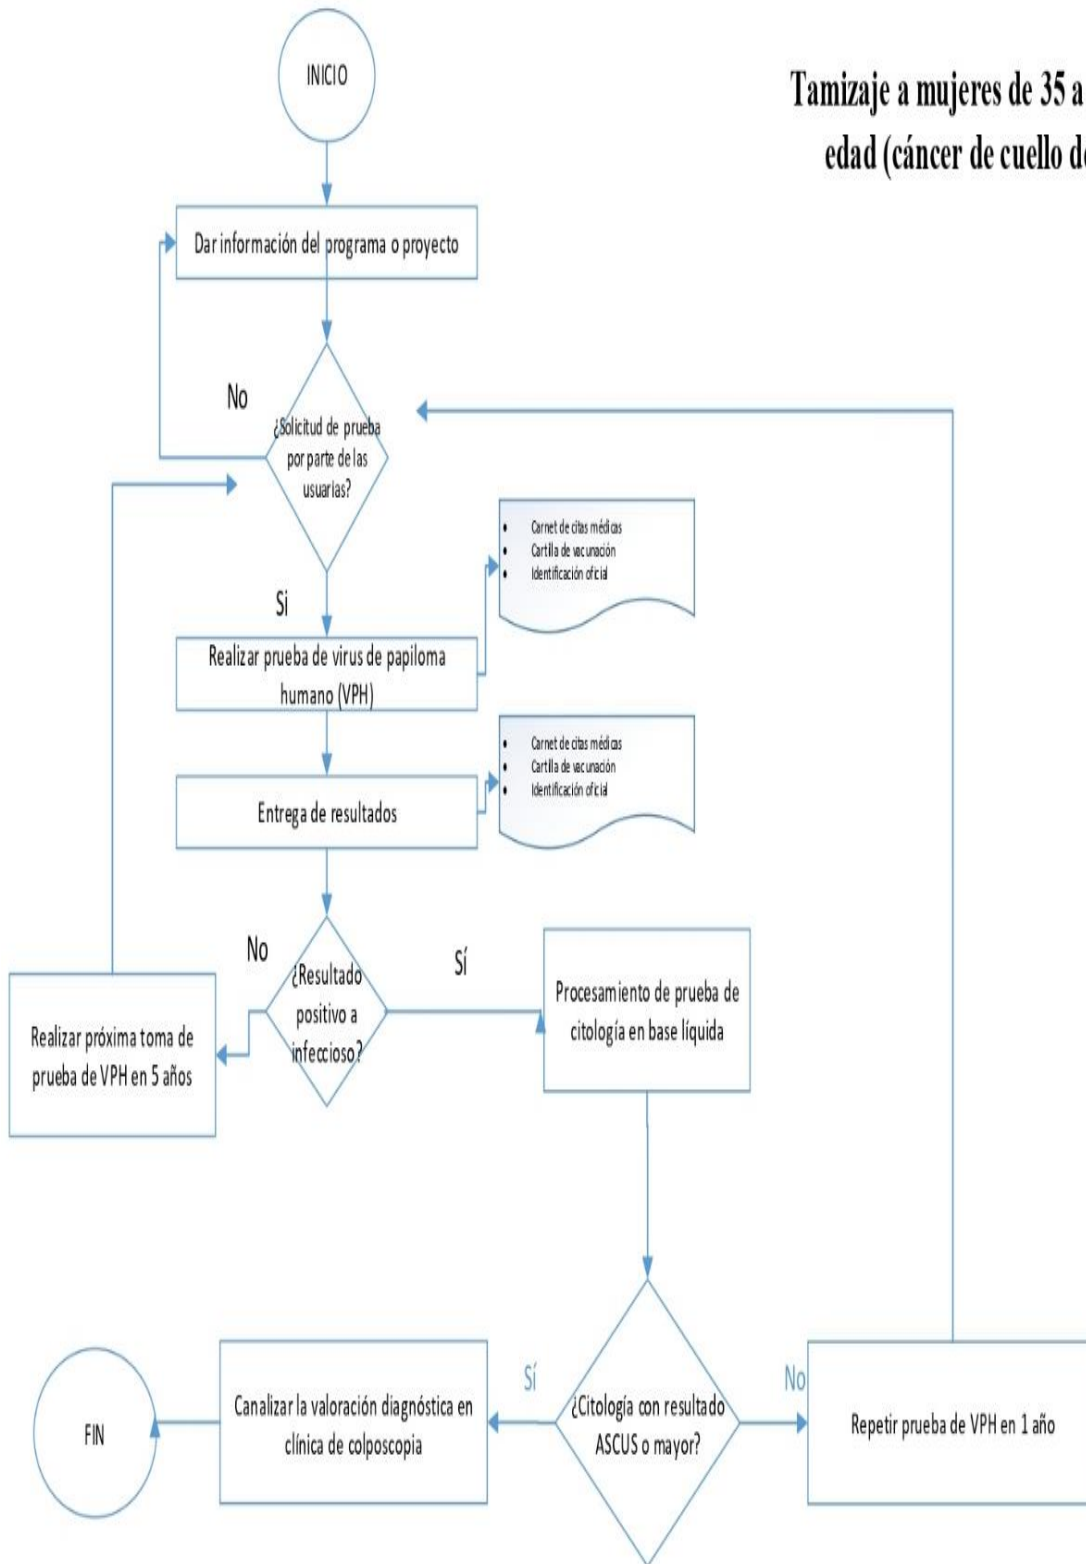 INICIO
Tamizaje a mujeres de 35 a
edad (cáncer de cuello de
Dar información del programa o proyecto
No
¿Solicitud de prueba
por parte de las
usuarias?
• Carnet de citas médicas
• Cartilla de vacunación
• Identificación oficial
Si
Realizar prueba de virus de papiloma
humano (VPH)
• Carnet de citas médicas
• Cartilla de vacunación
• Identificación oficial
Entrega de resultados
No
Sí
¿Resultado
positivo a
infeccioso?
Procesamiento de prueba de
citología en base líquida
Realizar próxima toma de
prueba de VPH en 5 años
Sí
No
FIN
Canalizar la valoración diagnóstica en
clínica de colposcopia
¿Citología con resultado
ASCUS o mayor?
Repetir prueba de VPH en 1 año